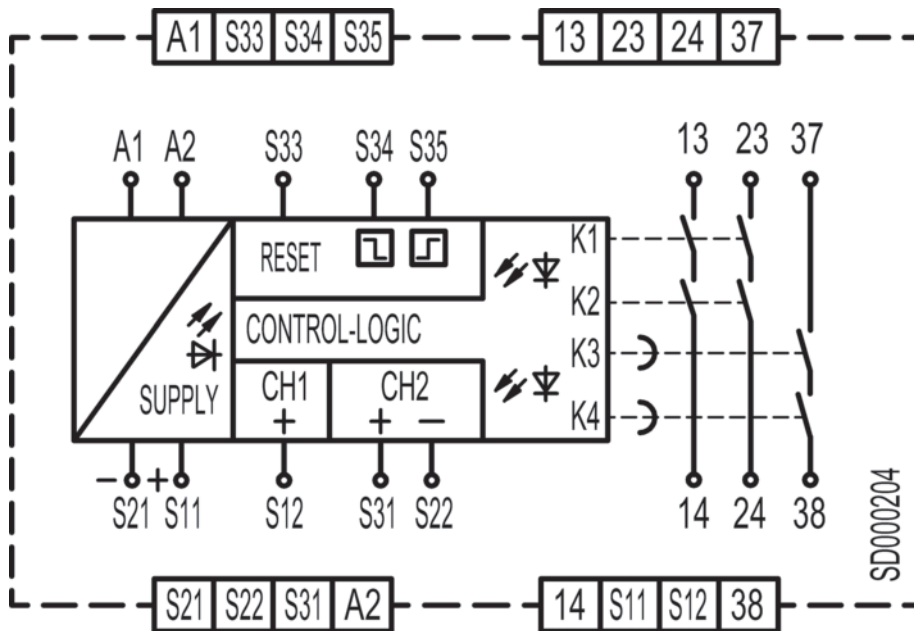 A1 S33 S34 S35 13 23 24 37
A1 A2 S33 S34 S35 13 23 37
RESET K1
K2
CONTROL-LOGIC
K3
SUPPLY CH1 CH2
+ + − K4
− + 
S21 S11 S12 S31 S22 14 24 38
SD000204
S21 S22 S31 A2 14 S11 S12 38